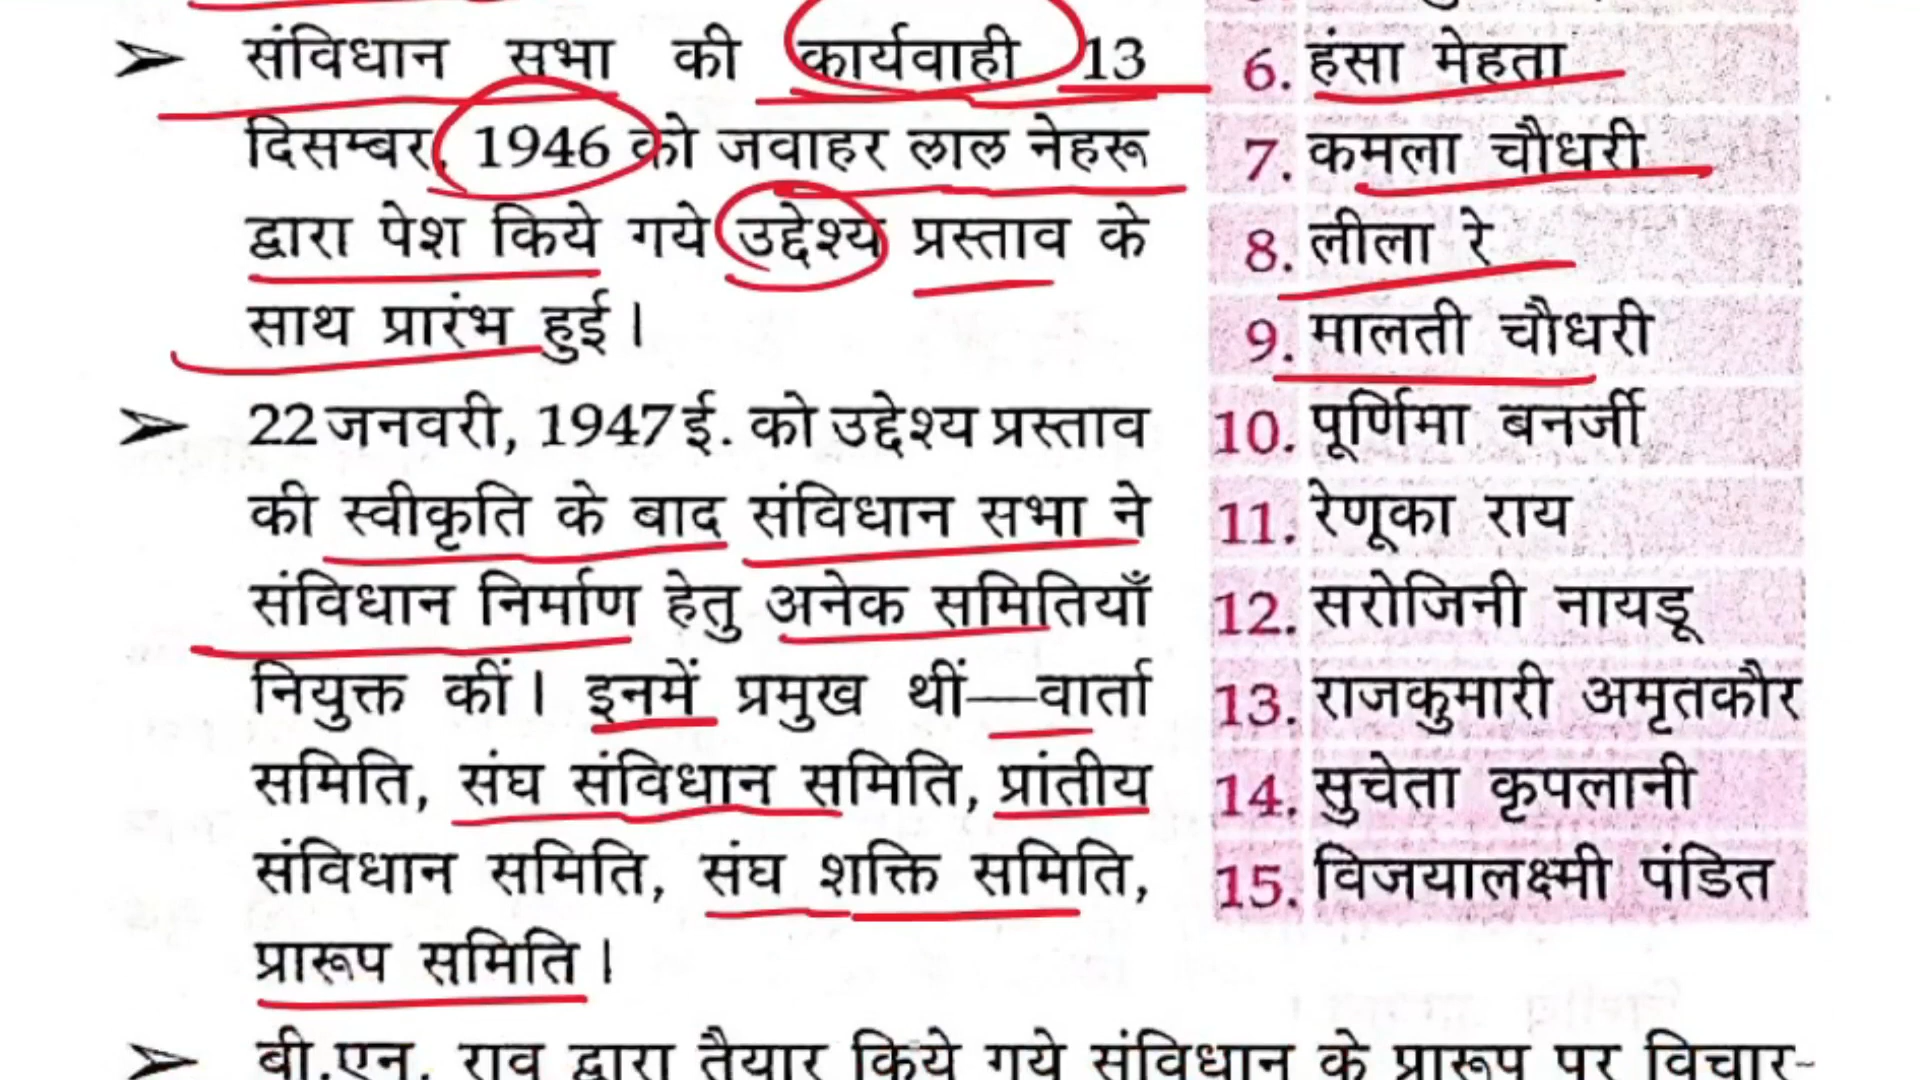 संविधान सभा की कार्यवाही 13
दिसम्बर, 1946 को जवाहर लाल नेहरू
द्वारा पेश किये गये उद्देश्य प्रस्ताव के
साथ प्रारंभ हुई।
22 जनवरी, 1947 ई. को उद्देश्य प्रस्ताव
की स्वीकृति के बाद संविधान सभा ने
संविधान निर्माण हेतु अनेक समितियाँ
नियुक्त कीं। इनमें प्रमुख थीं—वार्ता
समिति, संघ संविधान समिति, प्रांतीय
संविधान समिति, संघ शक्ति समिति,
प्रारूप समिति।
6. हंसा मेहता
7. कमला चौधरी
8. लीला रे
9. मालती चौधरी
10. पूर्णिमा बनर्जी
11. रेणूका राय
12. सरोजिनी नायडू
13. राजकुमारी अमृतकौर
14. सुचेता कृपलानी
15. विजयालक्ष्मी पंडित
बी.एन. राव द्वारा तैयार किये गये संविधान के प्रारूप पर विचार-